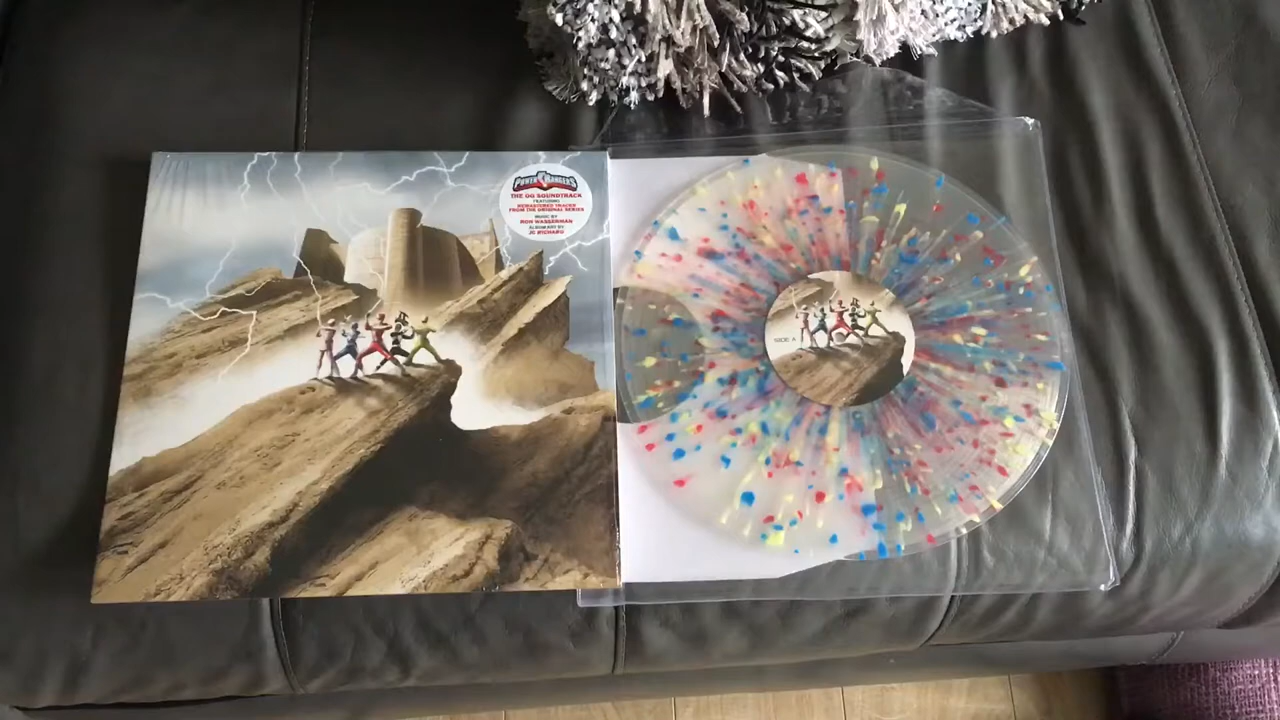 POWER RANGERS
THE OG SOUNDTRACK
FEATURING
REMASTERED TRACKS
FROM THE ORIGINAL SERIES
MUSIC BY
RON WASSERMAN
ALBUM ART BY
JC RICHARD
SIDE A